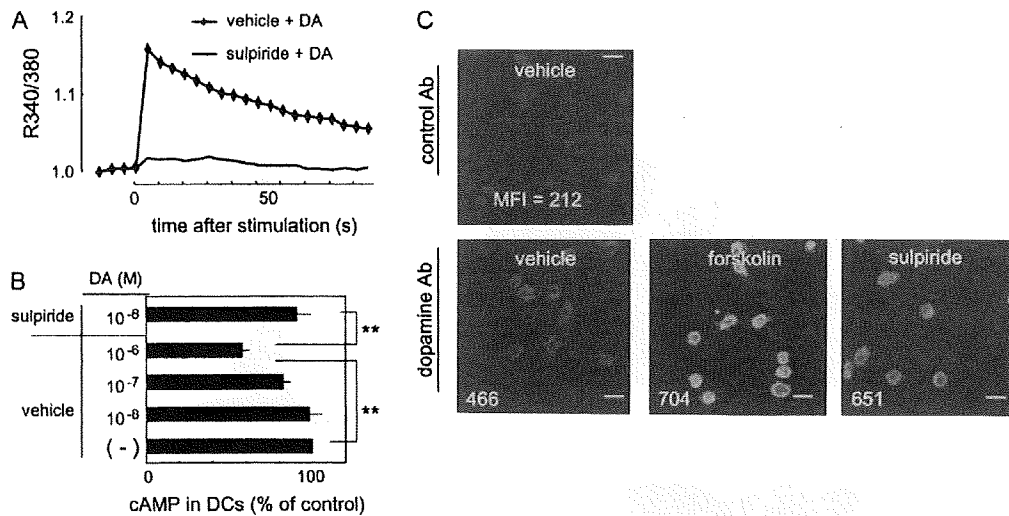 A
1.2
1.1
1.0
R340/380
vehicle + DA
sulpiride + DA
0
50
time after stimulation (s)
B
DA (M)
sulpiride
10-8
**
vehicle
10-6
10-7
10-8
**
(-)
0
100
cAMP in DCs (% of control)
C
control Ab
vehicle
MFI = 212
dopamine Ab
vehicle
466
forskolin
704
sulpiride
651